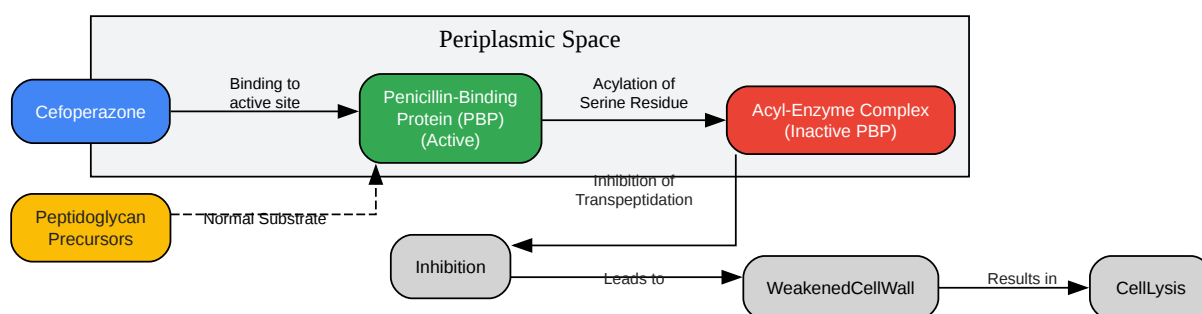 Periplasmic Space
Cefoperazone
Binding to
active site
Penicillin-Binding
Protein (PBP)
(Active)
Acylation of
Serine Residue
Acyl-Enzyme Complex
(Inactive PBP)
Peptidoglycan
Precursors
Normal Substrate
Inhibition of
Transpeptidation
Inhibition
Leads to
WeakenedCellWall
Results in
CellLysis